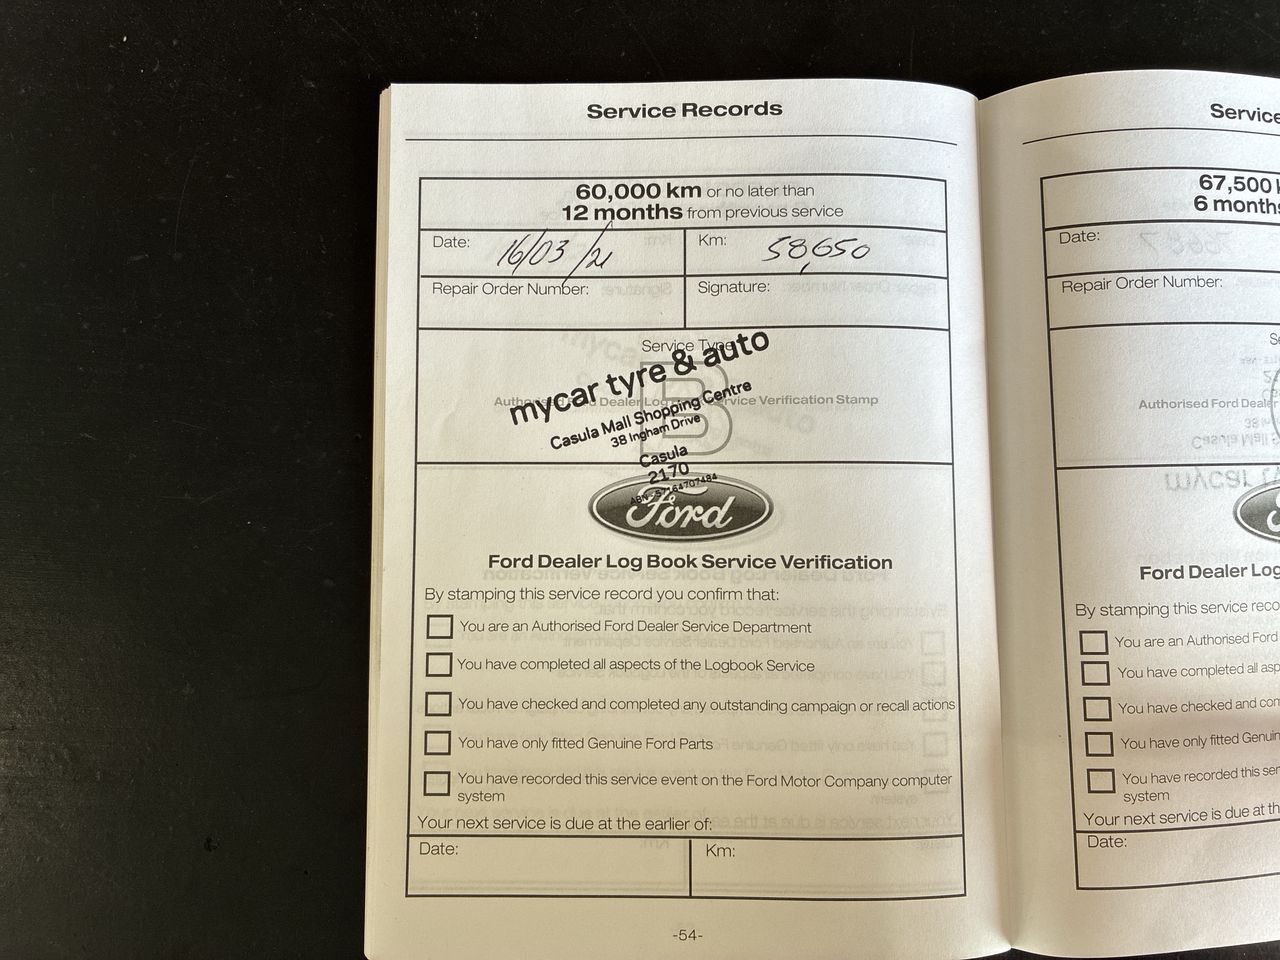 Service Records
60,000 km or no later than
12 months from previous service
Date: 16/03/21 Km: 58,650
Repair Order Number: Signature:
Service Type
B
Authorised Ford Dealer Log Book Service Verification Stamp
mycar tyre & auto
Casula Mall Shopping Centre
38 Ingham Drive
Casula
2170
Ford
Ford Dealer Log Book Service Verification
By stamping this service record you confirm that:
You are an Authorised Ford Dealer Service Department
You have completed all aspects of the Logbook Service
You have checked and completed any outstanding campaign or recall actions
You have only fitted Genuine Ford Parts
You have recorded this service event on the Ford Motor Company computer
system
Your next service is due at the earlier of:
Date: Km:
-54-
Service
67,500
6 months
Date:
Repair Order Number:
Authorised Ford Dealer
Ford Dealer Log
By stamping this service reco
You are an Authorised Ford
You have completed all asp
You have checked and com
You have only fitted Genuin
You have recorded this ser
system
Your next service is due at th
Date: